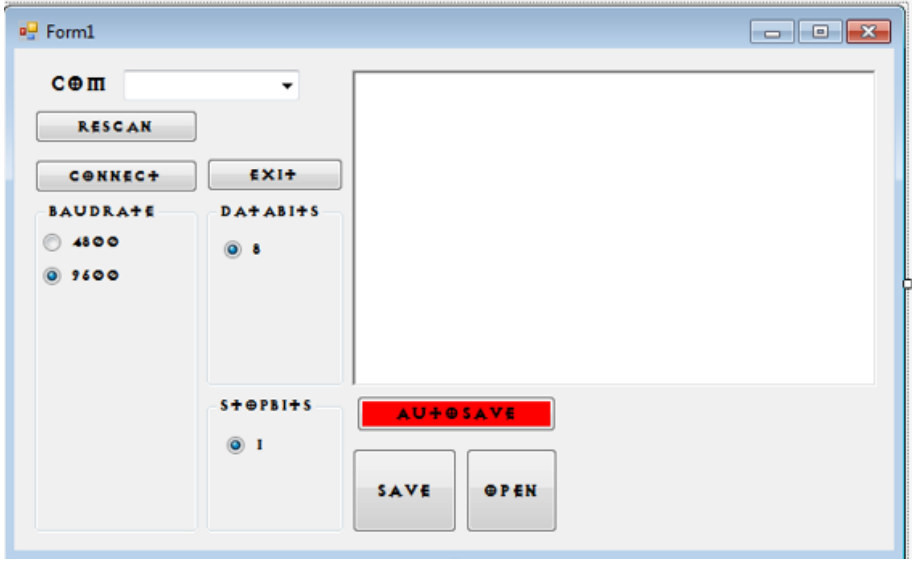 Form1
COM
RESCAN
CONNECT
EXIT
BAUDRATE
4800
9600
DATABITS
8
STOPBITS
1
AUTOSAVE
SAVE
OPEN